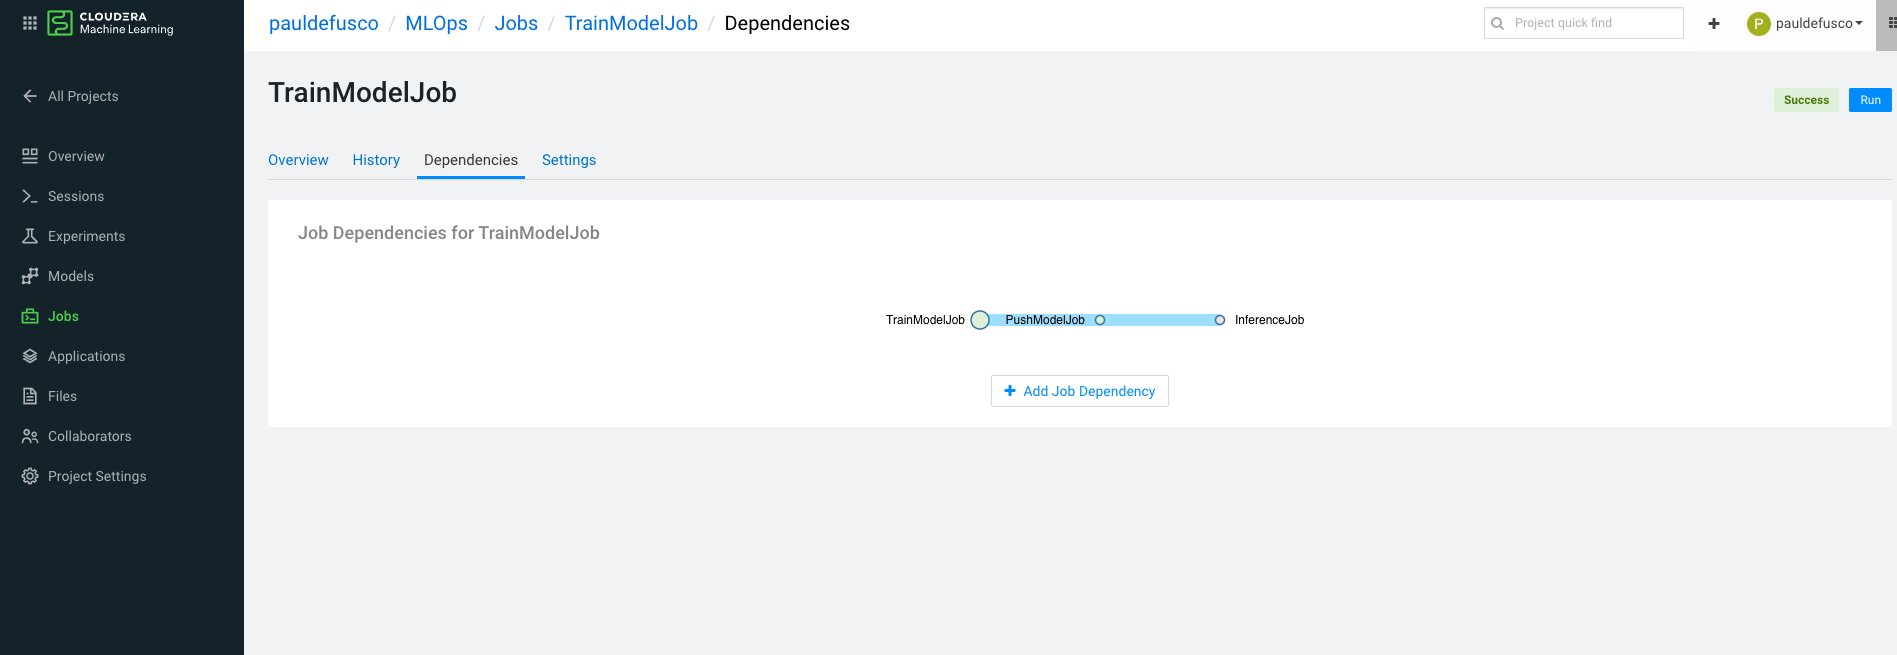 CLOUDERA
Machine Learning
pauldefusco / MLOps / Jobs / TrainModelJob / Dependencies
Project quick find
P pauldefusco
All Projects
Overview
Sessions
Experiments
Models
Jobs
Applications
Files
Collaborators
Project Settings
TrainModelJob
Success
Run
Overview History Dependencies Settings
Job Dependencies for TrainModelJob
TrainModelJob PushModelJob InferenceJob
+ Add Job Dependency